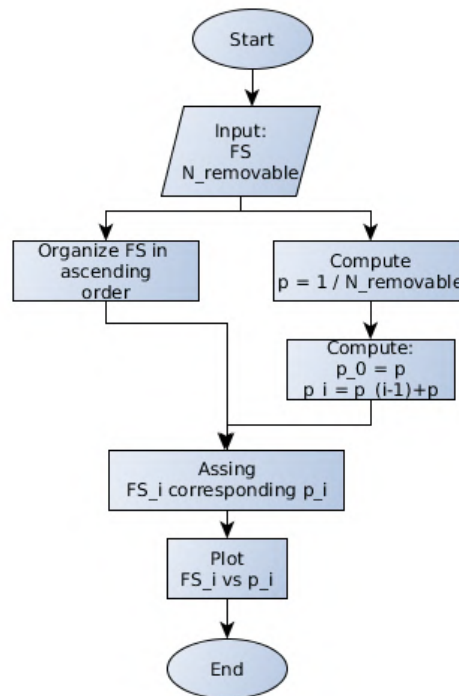 Start
Input:
FS
N_removable
Organize FS in
ascending
order
Compute
p = 1 / N_removable
Compute:
p_0 = p
p_i = p_(i-1)+p
Assing
FS_i corresponding p_i
Plot
FS_i vs p_i
End